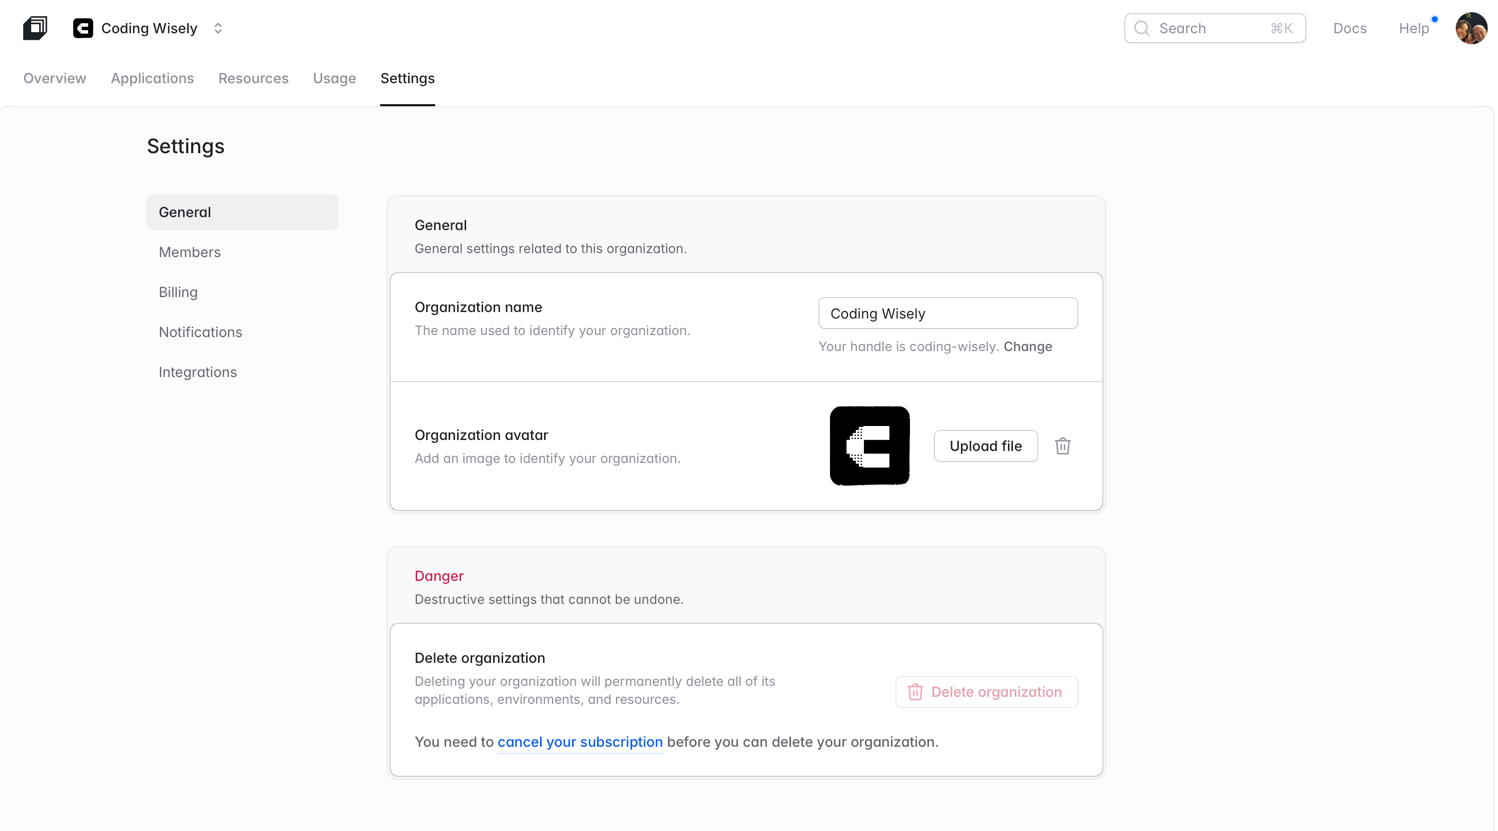 Coding Wisely
Search ⌘K
Docs
Help
Overview
Applications
Resources
Usage
Settings
Settings
General
Members
Billing
Notifications
Integrations
General
General settings related to this organization.
Organization name
The name used to identify your organization.
Coding Wisely
Your handle is coding-wisely. Change
Organization avatar
Add an image to identify your organization.
Upload file
Danger
Destructive settings that cannot be undone.
Delete organization
Deleting your organization will permanently delete all of its
applications, environments, and resources.
Delete organization
You need to cancel your subscription before you can delete your organization.